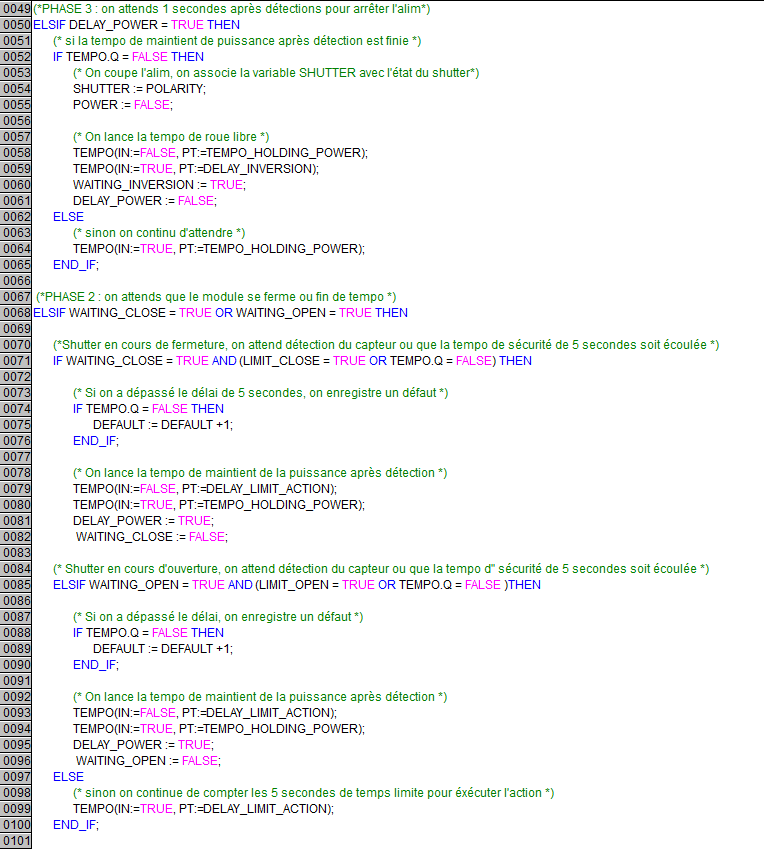 0049 (*PHASE 3 : on attends 1 secondes après détections pour arrêter l'alim*)
0050 ELSIF DELAY_POWER = TRUE THEN
0051 (* si la tempo de maintient de puissance après détection est finie *)
0052 IF TEMPO.Q = FALSE THEN
0053 (* On coupe l'alim, on associe la variable SHUTTER avec l'état du shutter*)
0054 SHUTTER := POLARITY;
0055 POWER := FALSE;
0056
0057 (* On lance la tempo de roue libre *)
0058 TEMPO(IN:=FALSE, PT:=TEMPO_HOLDING_POWER);
0059 TEMPO(IN:=TRUE, PT:=DELAY_INVERSION);
0060 WAITING_INVERSION := TRUE;
0061 DELAY_POWER := FALSE;
0062 ELSE
0063 (* sinon on continu d'attendre *)
0064 TEMPO(IN:=TRUE, PT:=TEMPO_HOLDING_POWER);
0065 END_IF;
0066
0067 (*PHASE 2 : on attends que le module se ferme ou fin de tempo *)
0068 ELSIF WAITING_CLOSE = TRUE OR WAITING_OPEN = TRUE THEN
0069
0070 (*Shutter en cours de fermeture, on attend détection du capteur ou que la tempo de sécurité de 5 secondes soit écoulée *)
0071 IF WAITING_CLOSE = TRUE AND (LIMIT_CLOSE = TRUE OR TEMPO.Q = FALSE) THEN
0072
0073 (* Si on a dépassé le délai de 5 secondes, on enregistre un défaut *)
0074 IF TEMPO.Q = FALSE THEN
0075 DEFAULT := DEFAULT +1;
0076 END_IF;
0077
0078 (* On lance la tempo de maintient de la puissance après détection *)
0079 TEMPO(IN:=FALSE, PT:=DELAY_LIMIT_ACTION);
0080 TEMPO(IN:=TRUE, PT:=TEMPO_HOLDING_POWER);
0081 DELAY_POWER := TRUE;
0082 WAITING_CLOSE := FALSE;
0083
0084 (* Shutter en cours d'ouverture, on attend détection du capteur ou que la tempo d'' sécurité de 5 secondes soit écoulée *)
0085 ELSIF WAITING_OPEN = TRUE AND (LIMIT_OPEN = TRUE OR TEMPO.Q = FALSE )THEN
0086
0087 (* Si on a dépassé le délai, on enregistre un défaut *)
0088 IF TEMPO.Q = FALSE THEN
0089 DEFAULT := DEFAULT +1;
0090 END_IF;
0091
0092 (* On lance la tempo de maintient de la puissance après détection *)
0093 TEMPO(IN:=FALSE, PT:=DELAY_LIMIT_ACTION);
0094 TEMPO(IN:=TRUE, PT:=TEMPO_HOLDING_POWER);
0095 DELAY_POWER := TRUE;
0096 WAITING_OPEN := FALSE;
0097 ELSE
0098 (* sinon on continue de compter les 5 secondes de temps limite pour éxécuter l'action *)
0099 TEMPO(IN:=TRUE, PT:=DELAY_LIMIT_ACTION);
0100 END_IF;
0101